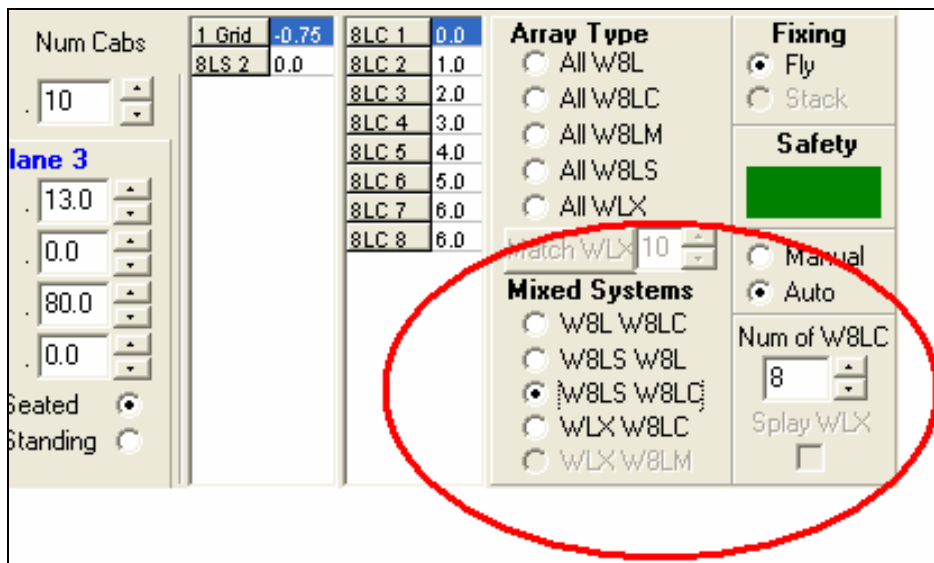 Num Cabs
. 10
lane 3
. 13.0
. 0.0
. 80.0
. 0.0
Seated
Standing
1 Grid -0.75
8LS 2 0.0
8LC 1 0.0
8LC 2 1.0
8LC 3 2.0
8LC 4 3.0
8LC 5 4.0
8LC 6 5.0
8LC 7 6.0
8LC 8 6.0
Array Type
All W8L
All W8LC
All W8LM
All W8LS
All WLX
Match WLX 10
Mixed Systems
W8L W8LC
W8LS W8L
W8LS W8LC
WLX W8LC
WLX W8LM
Fixing
Fly
Stack
Safety
Manual
Auto
Num of W8LC
8
Splay WLX